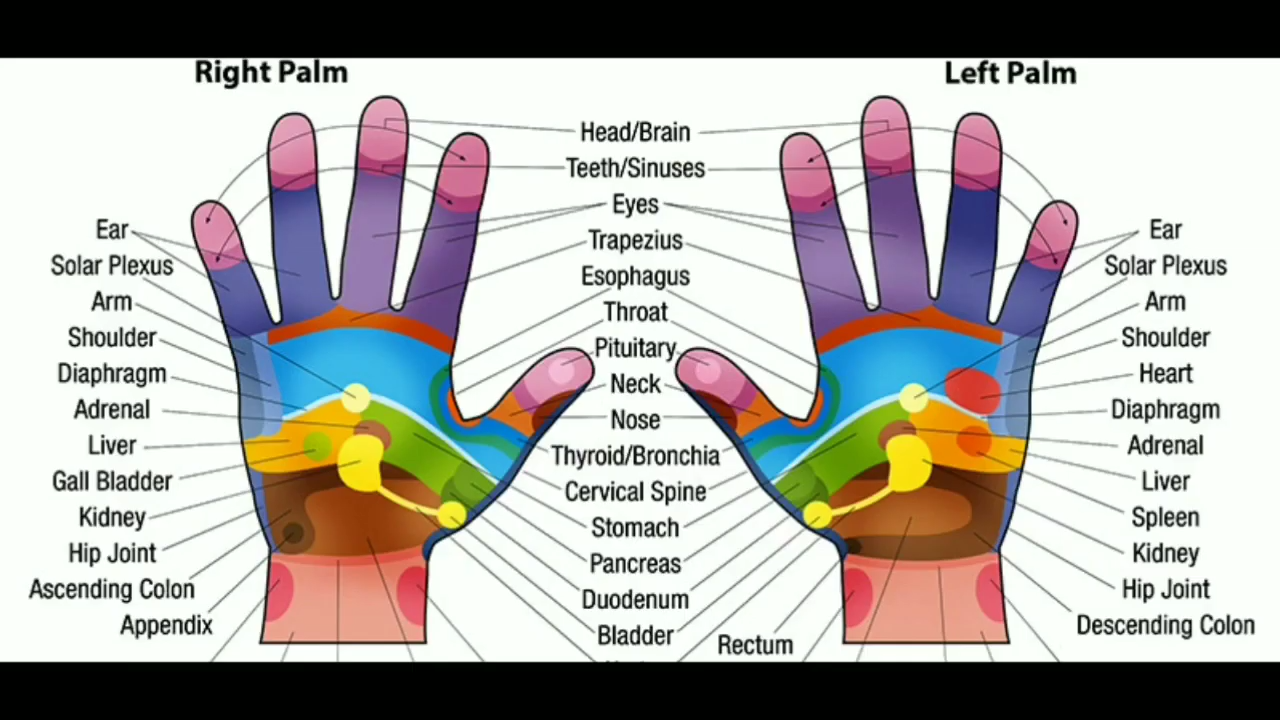 Right Palm
Left Palm
Head/Brain
Teeth/Sinuses
Eyes
Trapezius
Esophagus
Throat
Pituitary
Neck
Nose
Thyroid/Bronchia
Cervical Spine
Stomach
Pancreas
Duodenum
Bladder
Ear
Solar Plexus
Arm
Shoulder
Diaphragm
Adrenal
Liver
Gall Bladder
Kidney
Hip Joint
Ascending Colon
Appendix
Rectum
Ear
Solar Plexus
Arm
Shoulder
Heart
Diaphragm
Adrenal
Liver
Spleen
Kidney
Hip Joint
Descending Colon